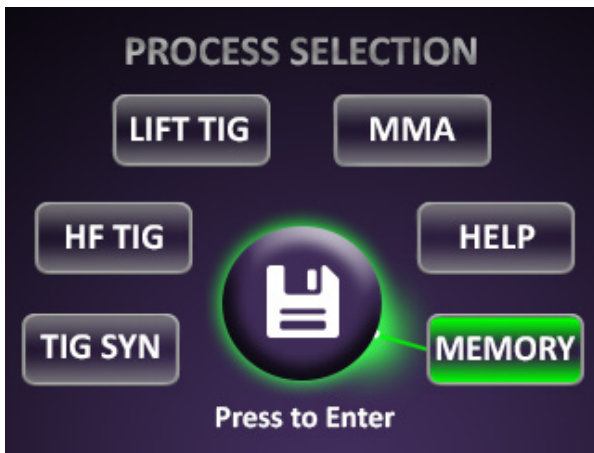 PROCESS SELECTION
LIFT TIG
MMA
HF TIG
HELP
TIG SYN
MEMORY
Press to Enter